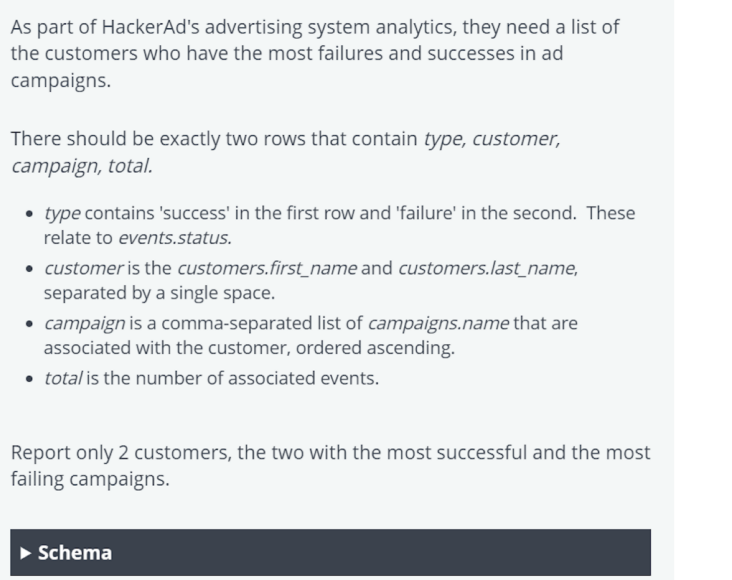 As part of HackerAd's advertising system analytics, they need a list of
the customers who have the most failures and successes in ad
campaigns.
There should be exactly two rows that contain type, customer,
campaign, total.
• type contains 'success' in the first row and 'failure' in the second.  These
relate to events.status.
• customer is the customers.first_name and customers.last_name,
separated by a single space.
• campaign is a comma-separated list of campaigns.name that are
associated with the customer, ordered ascending.
• total is the number of associated events.
Report only 2 customers, the two with the most successful and the most
failing campaigns.
▶ Schema